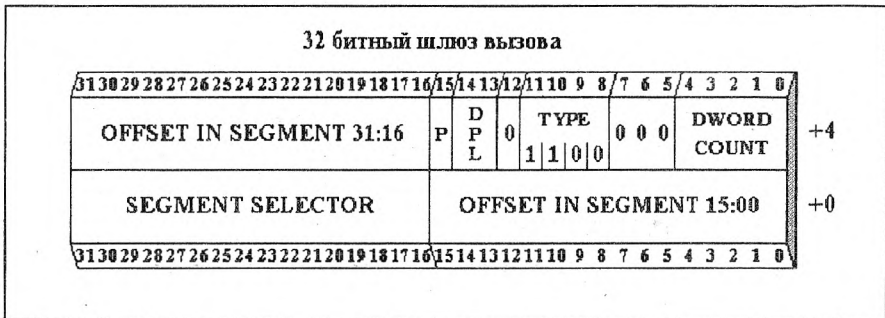 32 битный шлюз вызова
31 30 29 28 27 26 25 24 23 22 21 20 19 18 17 16 15 14 13 12 11 10 9 8 7 6 5 4 3 2 1 0
OFFSET IN SEGMENT 31:16 P DPL 0 TYPE 1 1 0 0 0 0 0 DWORD COUNT +4
SEGMENT SELECTOR OFFSET IN SEGMENT 15:00 +0
31 30 29 28 27 26 25 24 23 22 21 20 19 18 17 16 15 14 13 12 11 10 9 8 7 6 5 4 3 2 1 0